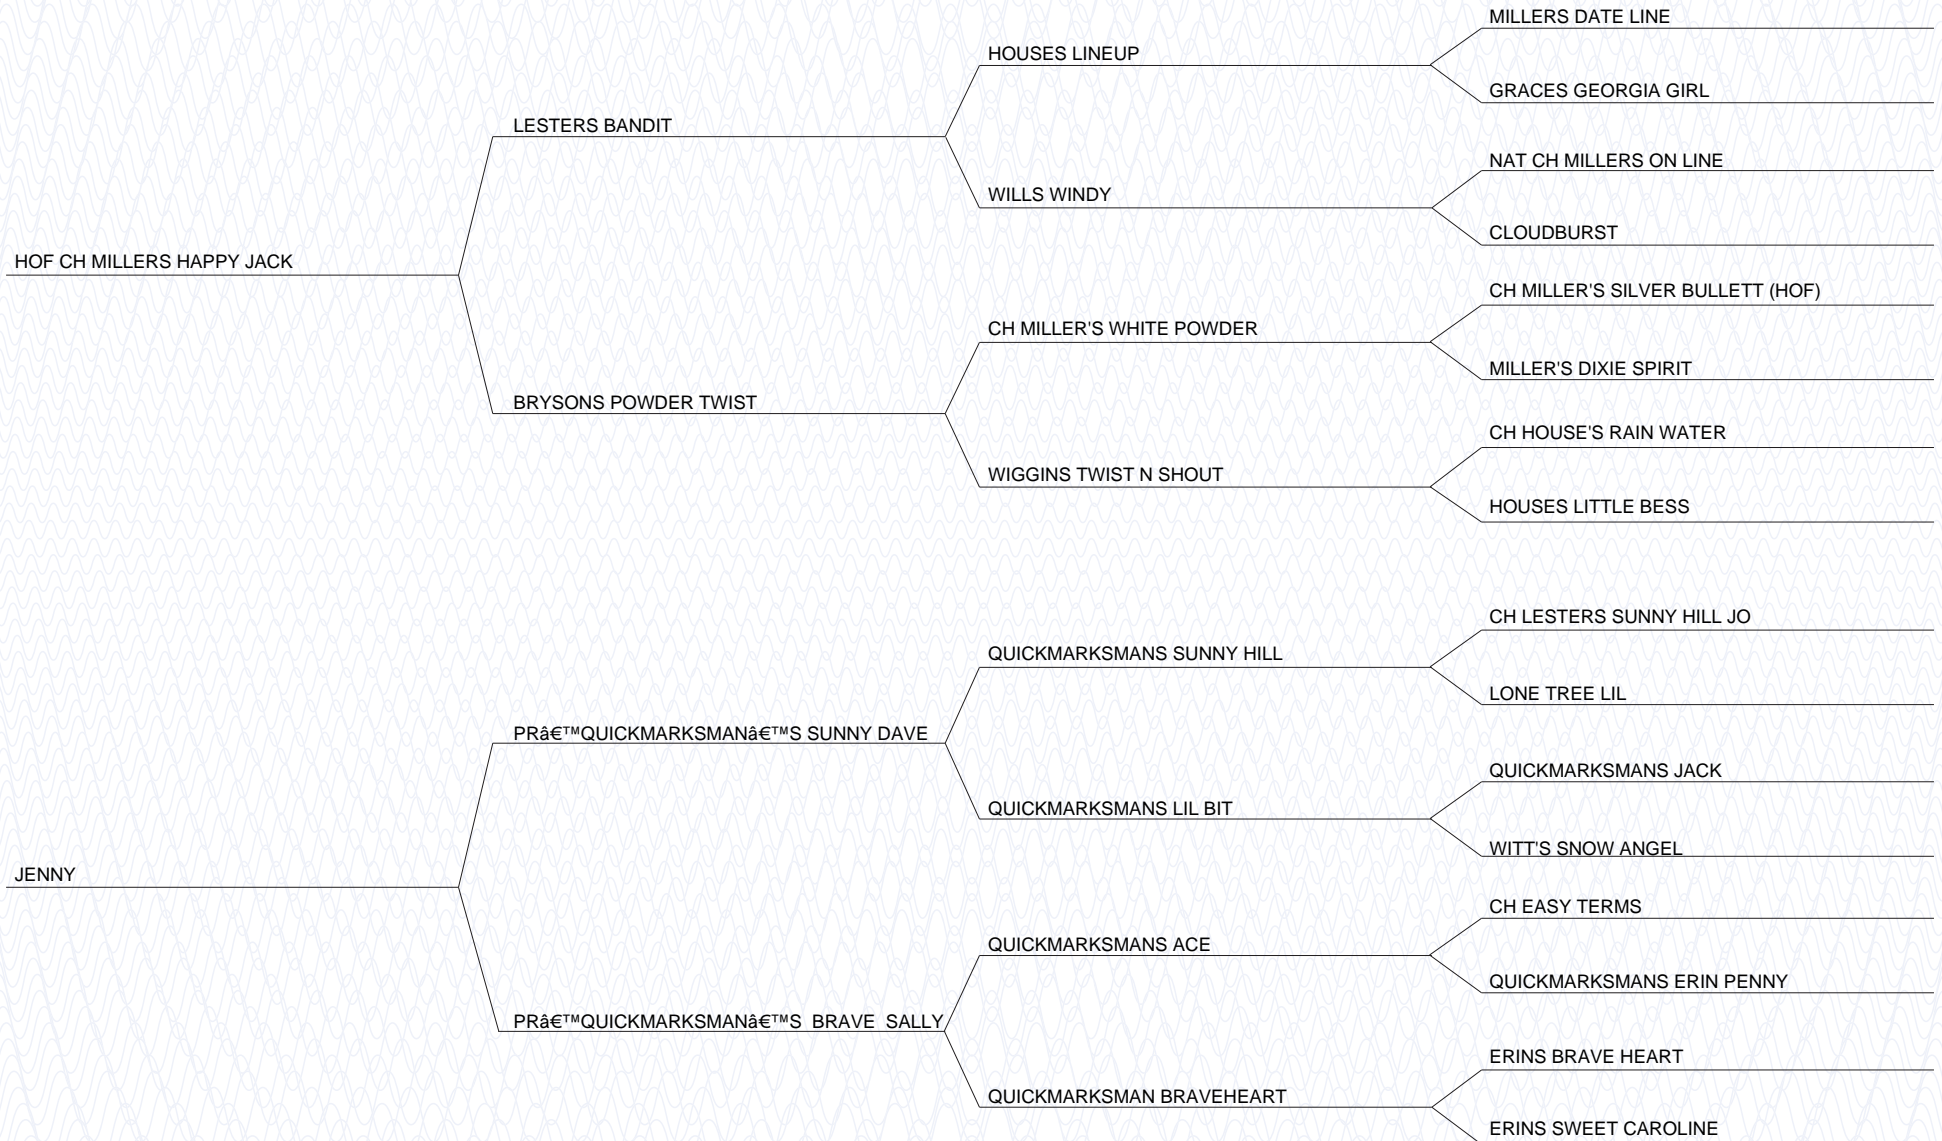 MILLERS DATE LINE
HOUSES LINEUP
GRACES GEORGIA GIRL
LESTERS BANDIT
NAT CH MILLERS ON LINE
WILLS WINDY
CLOUDBURST
HOF CH MILLERS HAPPY JACK
CH MILLER'S SILVER BULLETT (HOF)
CH MILLER'S WHITE POWDER
MILLER'S DIXIE SPIRIT
BRYSONS POWDER TWIST
CH HOUSE'S RAIN WATER
WIGGINS TWIST N SHOUT
HOUSES LITTLE BESS
CH LESTERS SUNNY HILL JO
QUICKMARKSMANS SUNNY HILL
LONE TREE LIL
PRâ€™QUICKMARKSMANâ€™S SUNNY DAVE
QUICKMARKSMANS JACK
QUICKMARKSMANS LIL BIT
WITT'S SNOW ANGEL
JENNY
CH EASY TERMS
QUICKMARKSMANS ACE
QUICKMARKSMANS ERIN PENNY
PRâ€™QUICKMARKSMANâ€™S BRAVE SALLY
ERINS BRAVE HEART
QUICKMARKSMAN BRAVEHEART
ERINS SWEET CAROLINE